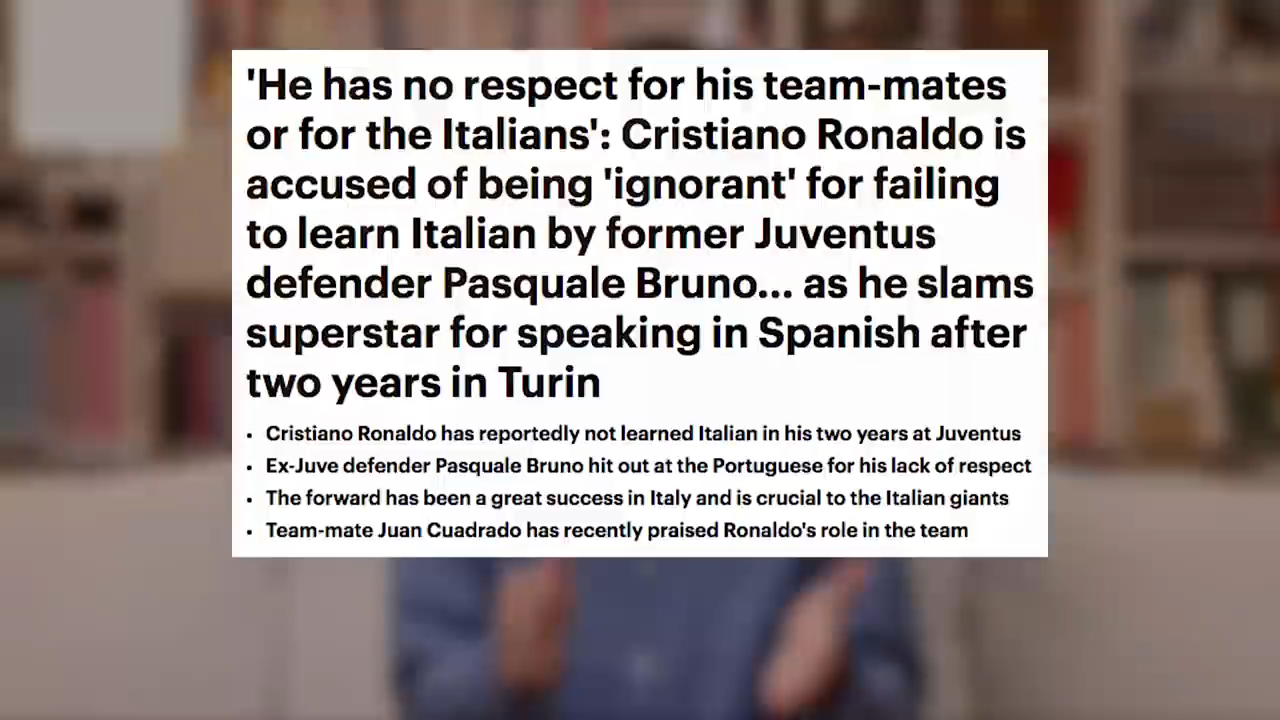 'He has no respect for his team-mates
or for the Italians': Cristiano Ronaldo is
accused of being 'ignorant' for failing
to learn Italian by former Juventus
defender Pasquale Bruno... as he slams
superstar for speaking in Spanish after
two years in Turin
• Cristiano Ronaldo has reportedly not learned Italian in his two years at Juventus
• Ex-Juve defender Pasquale Bruno hit out at the Portuguese for his lack of respect
• The forward has been a great success in Italy and is crucial to the Italian giants
• Team-mate Juan Cuadrado has recently praised Ronaldo's role in the team